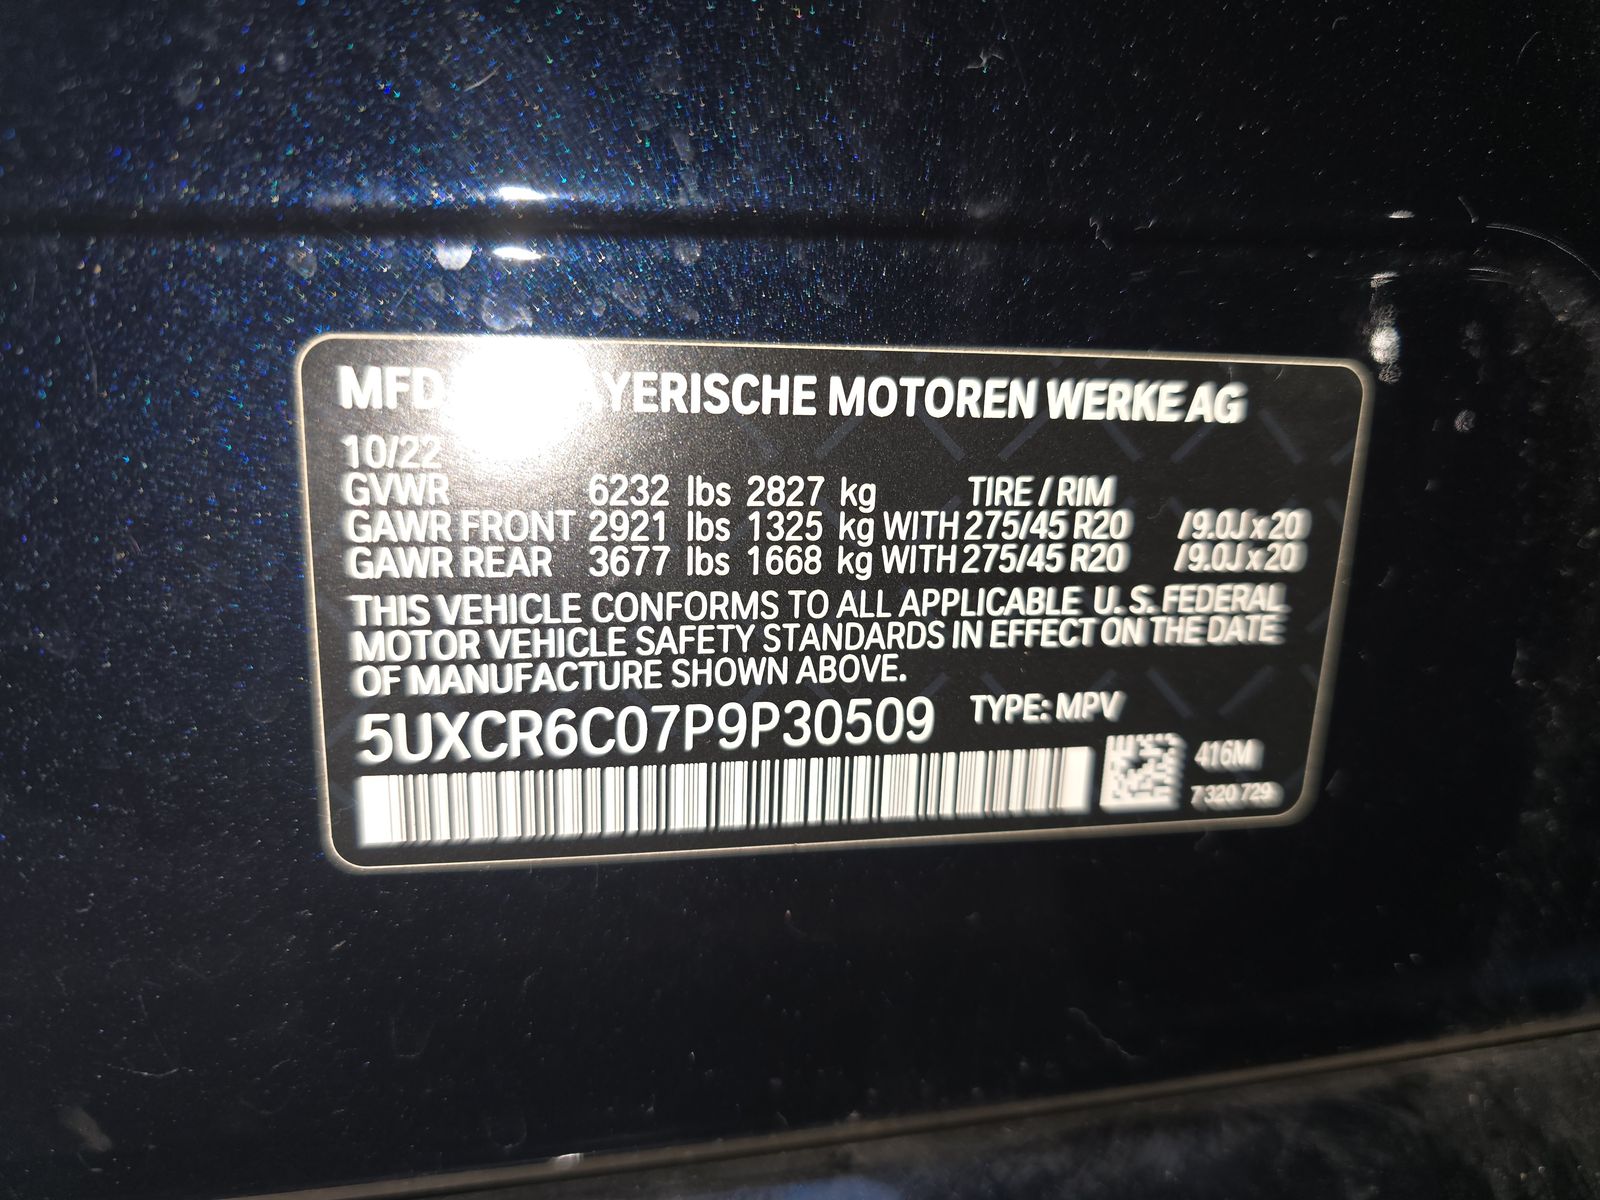 MFD YERISCHE MOTOREN WERKE AG
10/22
GVWR 6232 lbs 2827 kg TIRE / RIM
GAWR FRONT 2921 lbs 1325 kg WITH 275/45 R20 /9.0J x 20
GAWR REAR 3677 lbs 1668 kg WITH 275/45 R20 /9.0J x 20
THIS VEHICLE CONFORMS TO ALL APPLICABLE U. S. FEDERAL
MOTOR VEHICLE SAFETY STANDARDS IN EFFECT ON THE DATE
OF MANUFACTURE SHOWN ABOVE.
5UXCR6C07P9P30509 TYPE: MPV
416M
7 320 729